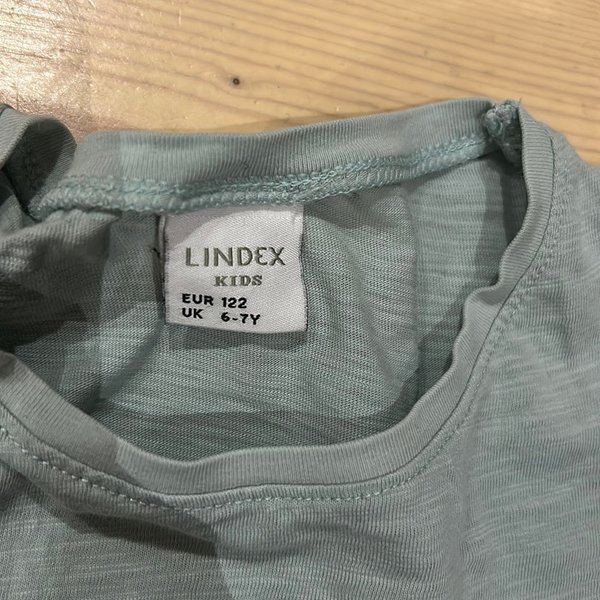 LINDEX
KIDS
EUR 122
UK 6-7Y